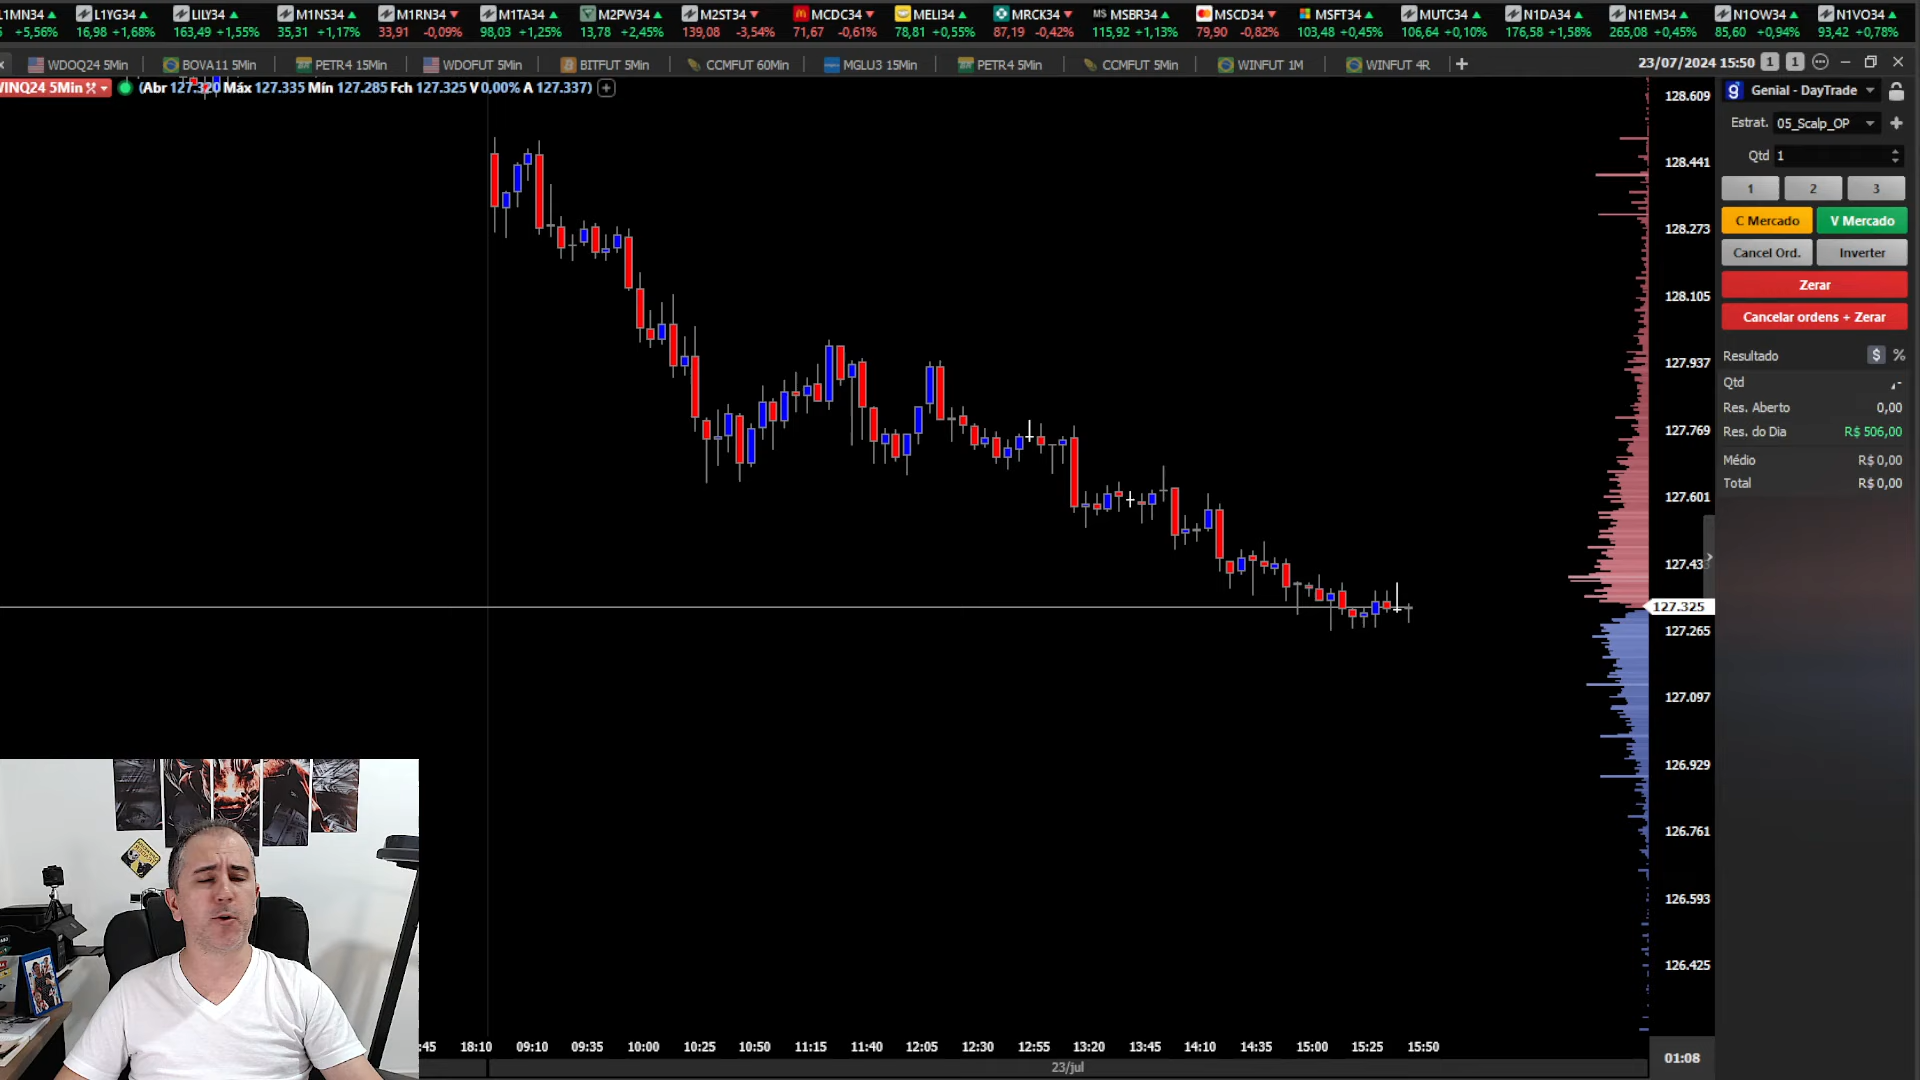 L1MN34 L1YG34 LILY34 M1NS34 M1RN34 M1TA34 M2PW34 M2ST34 MCDC34 MELI34 MRCK34 MS MSBR34 MSCD34 MSFT34 MUTC34 N1DA34 N1EM34 N1OW34 N1VO34
+5,56% 16,98 +1,68% 163,49 +1,55% 35,31 +1,17% 33,91 -0,09% 98,03 +1,25% 13,78 +2,45% 139,08 -3,54% 71,67 -0,61% 78,81 +0,55% 87,19 -0,42% 115,92 +1,13% 79,90 -0,82% 103,48 +0,45% 106,64 +0,10% 176,58 +1,58% 265,08 +0,45% 85,60 +0,94% 93,42 +0,78%
WDOQ24 5Min BOVA11 5Min PETR4 15Min WDOFUT 5Min BITFUT 5Min CCMFUT 60Min MGLU3 15Min PETR4 5Min CCMFUT 5Min WINFUT 1M WINFUT 4R + 23/07/2024 15:50 1 1
WINQ24 5Min (Abr 127.320 Máx 127.335 Mín 127.285 Fch 127.325 V 0,00% A 127.337)
128.609
128.441
128.273
128.105
127.937
127.769
127.601
127.433
127.325
127.265
127.097
126.929
126.761
126.593
126.425
Genial - DayTrade
Estrat. 05_Scalp_OP
Qtd 1
1 2 3
C Mercado V Mercado
Cancel Ord. Inverter
Zerar
Cancelar ordens + Zerar
Resultado $ %
Qtd
Res. Aberto 0,00
Res. do Dia R$ 506,00
Médio R$ 0,00
Total R$ 0,00
:45 18:10 09:10 09:35 10:00 10:25 10:50 11:15 11:40 12:05 12:30 12:55 13:20 13:45 14:10 14:35 15:00 15:25 15:50
23/jul
01:08